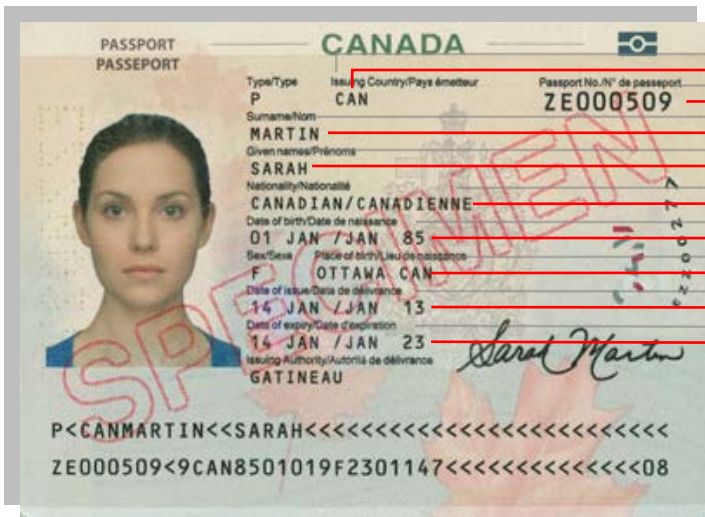 PASSPORT
PASSEPORT
CANADA
Type/Type Issuing Country/Pays émetteur Passport No./N° de passeport
P CAN ZE000509
Surname/Nom
MARTIN
Given names/Prénoms
SARAH
Nationality/Nationalité
CANADIAN/CANADIENNE
Date of birth/Date de naissance
01 JAN /JAN 85
Sex/Sexe Place of birth/Lieu de naissance
F OTTAWA CAN
Date of issue/Date de délivrance
14 JAN /JAN 13
Date of expiry/Date d'expiration
14 JAN /JAN 23
Issuing Authority/Autorité de délivrance
GATINEAU
Sarah Martin
SPECIMEN
P<CANMARTIN<<SARAH<<<<<<<<<<<<<<<<<<<<<<<<<<
ZE000509<9CAN8501019F2301147<<<<<<<<<<<<<<08